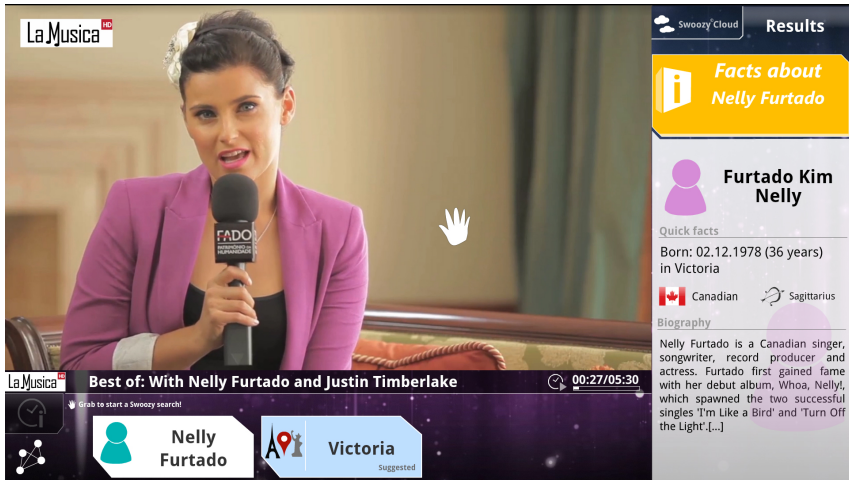 La Musica HD
FADO
PATRIMÓNIO DA
HUMANIDADE
La Musica HD
Best of: With Nelly Furtado and Justin Timberlake
00:27/05:30
Grab to start a Swoozy search!
Nelly
Furtado
Victoria
Suggested
Swoozy Cloud
Results
Facts about
Nelly Furtado
Furtado Kim
Nelly
Quick facts
Born: 02.12.1978 (36 years)
in Victoria
Canadian
Sagittarius
Biography
Nelly Furtado is a Canadian singer,
songwriter, record producer and
actress. Furtado first gained fame
with her debut album, Whoa, Nelly!,
which spawned the two successful
singles 'I'm Like a Bird' and 'Turn Off
the Light'.[...]